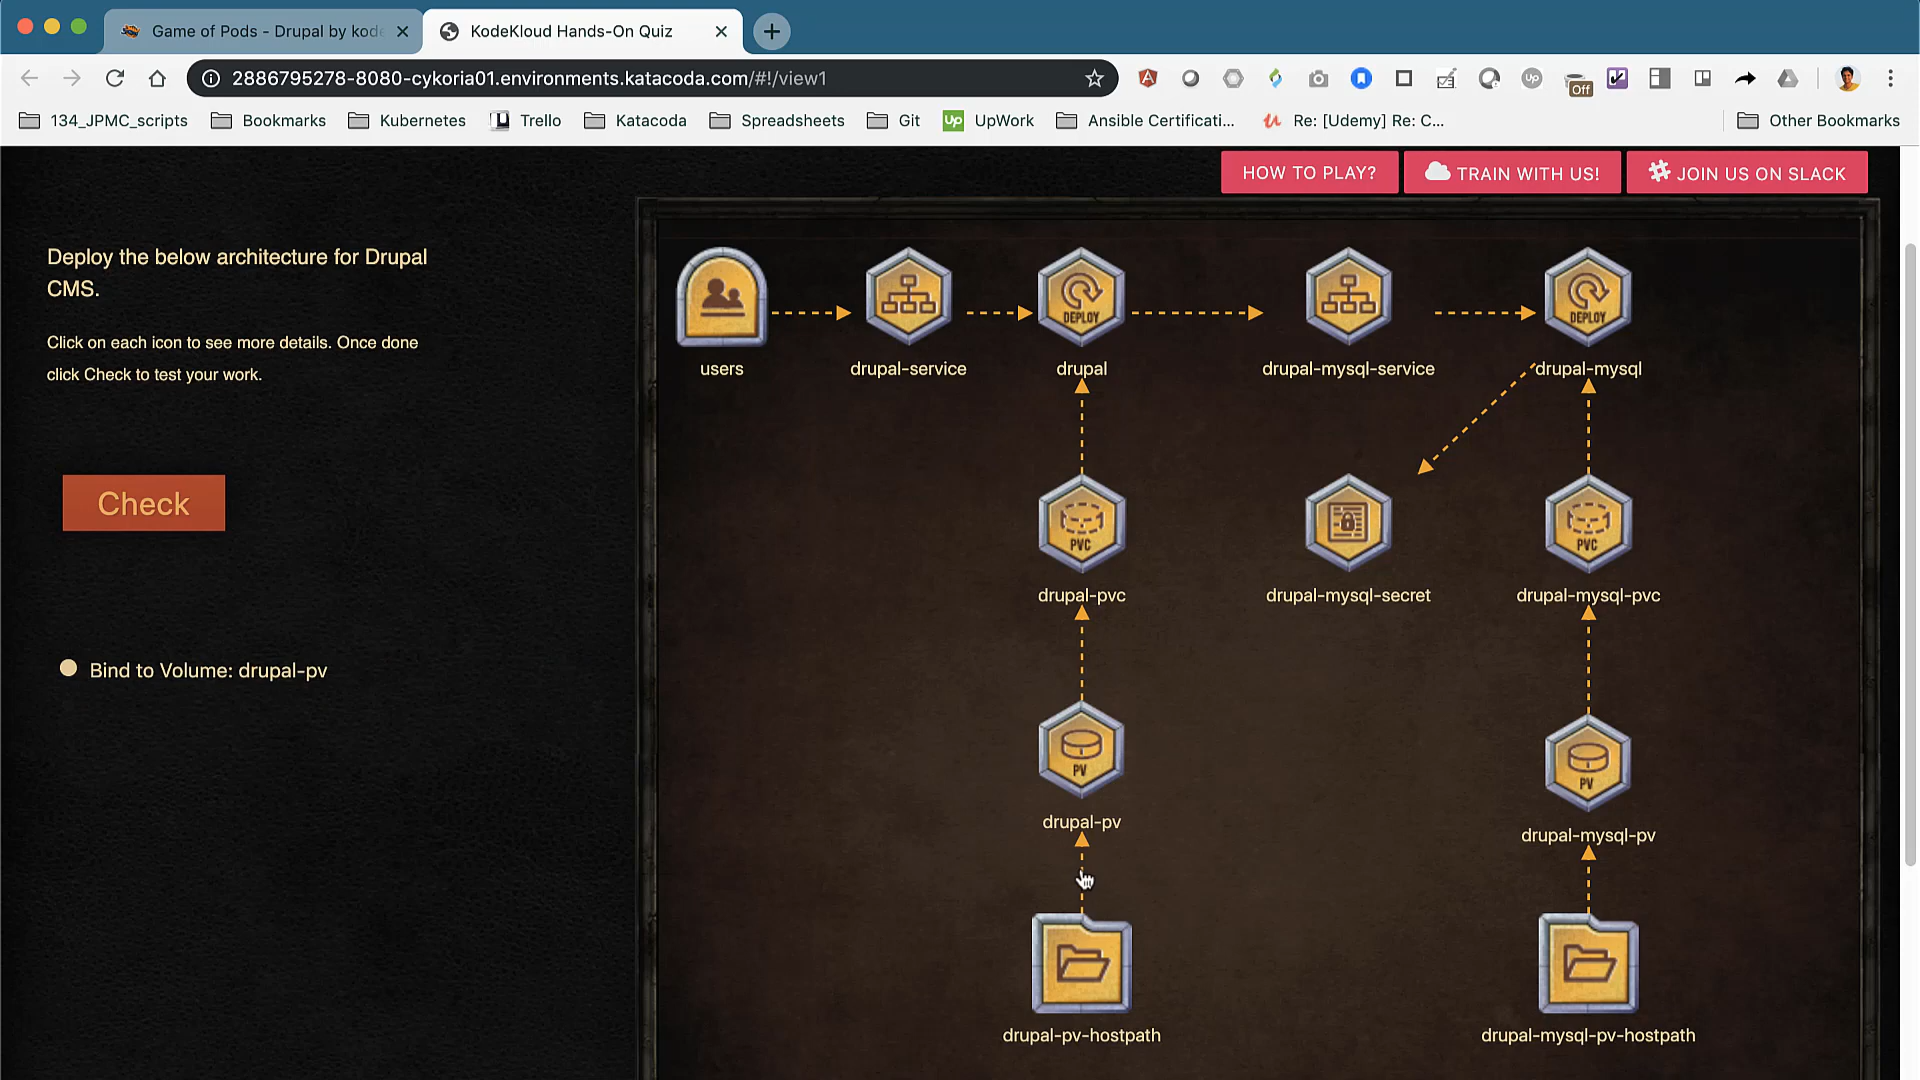 Game of Pods - Drupal by kode
KodeKloud Hands-On Quiz
2886795278-8080-cykoria01.environments.katacoda.com/#!/view1
Up
Off
134_JPMC_scripts
Bookmarks
Kubernetes
Trello
Katacoda
Spreadsheets
Git
Up
UpWork
Ansible Certificati...
Re: [Udemy] Re: C...
Other Bookmarks
HOW TO PLAY?
TRAIN WITH US!
JOIN US ON SLACK
Deploy the below architecture for Drupal
CMS.
Click on each icon to see more details. Once done
click Check to test your work.
Check
Bind to Volume: drupal-pv
DEPLOY
DEPLOY
users
drupal-service
drupal
drupal-mysql-service
drupal-mysql
PVC
PVC
drupal-pvc
drupal-mysql-secret
drupal-mysql-pvc
PV
PV
drupal-pv
drupal-mysql-pv
drupal-pv-hostpath
drupal-mysql-pv-hostpath